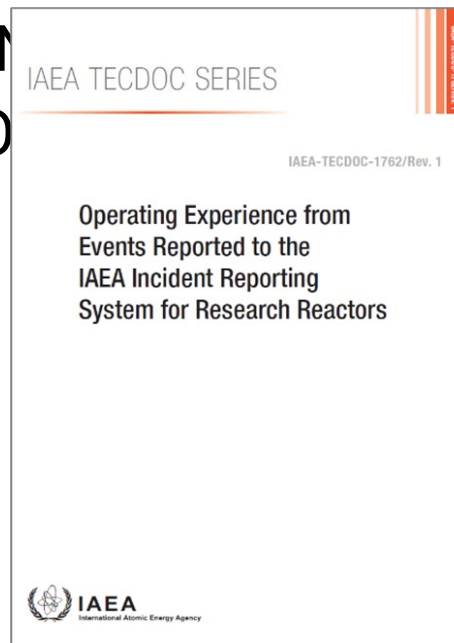 IAEA TECDOC SERIES
IAEA-TECDOC-1762/Rev. 1
Operating Experience from
Events Reported to the
IAEA Incident Reporting
System for Research Reactors
IAEA
International Atomic Energy Agency